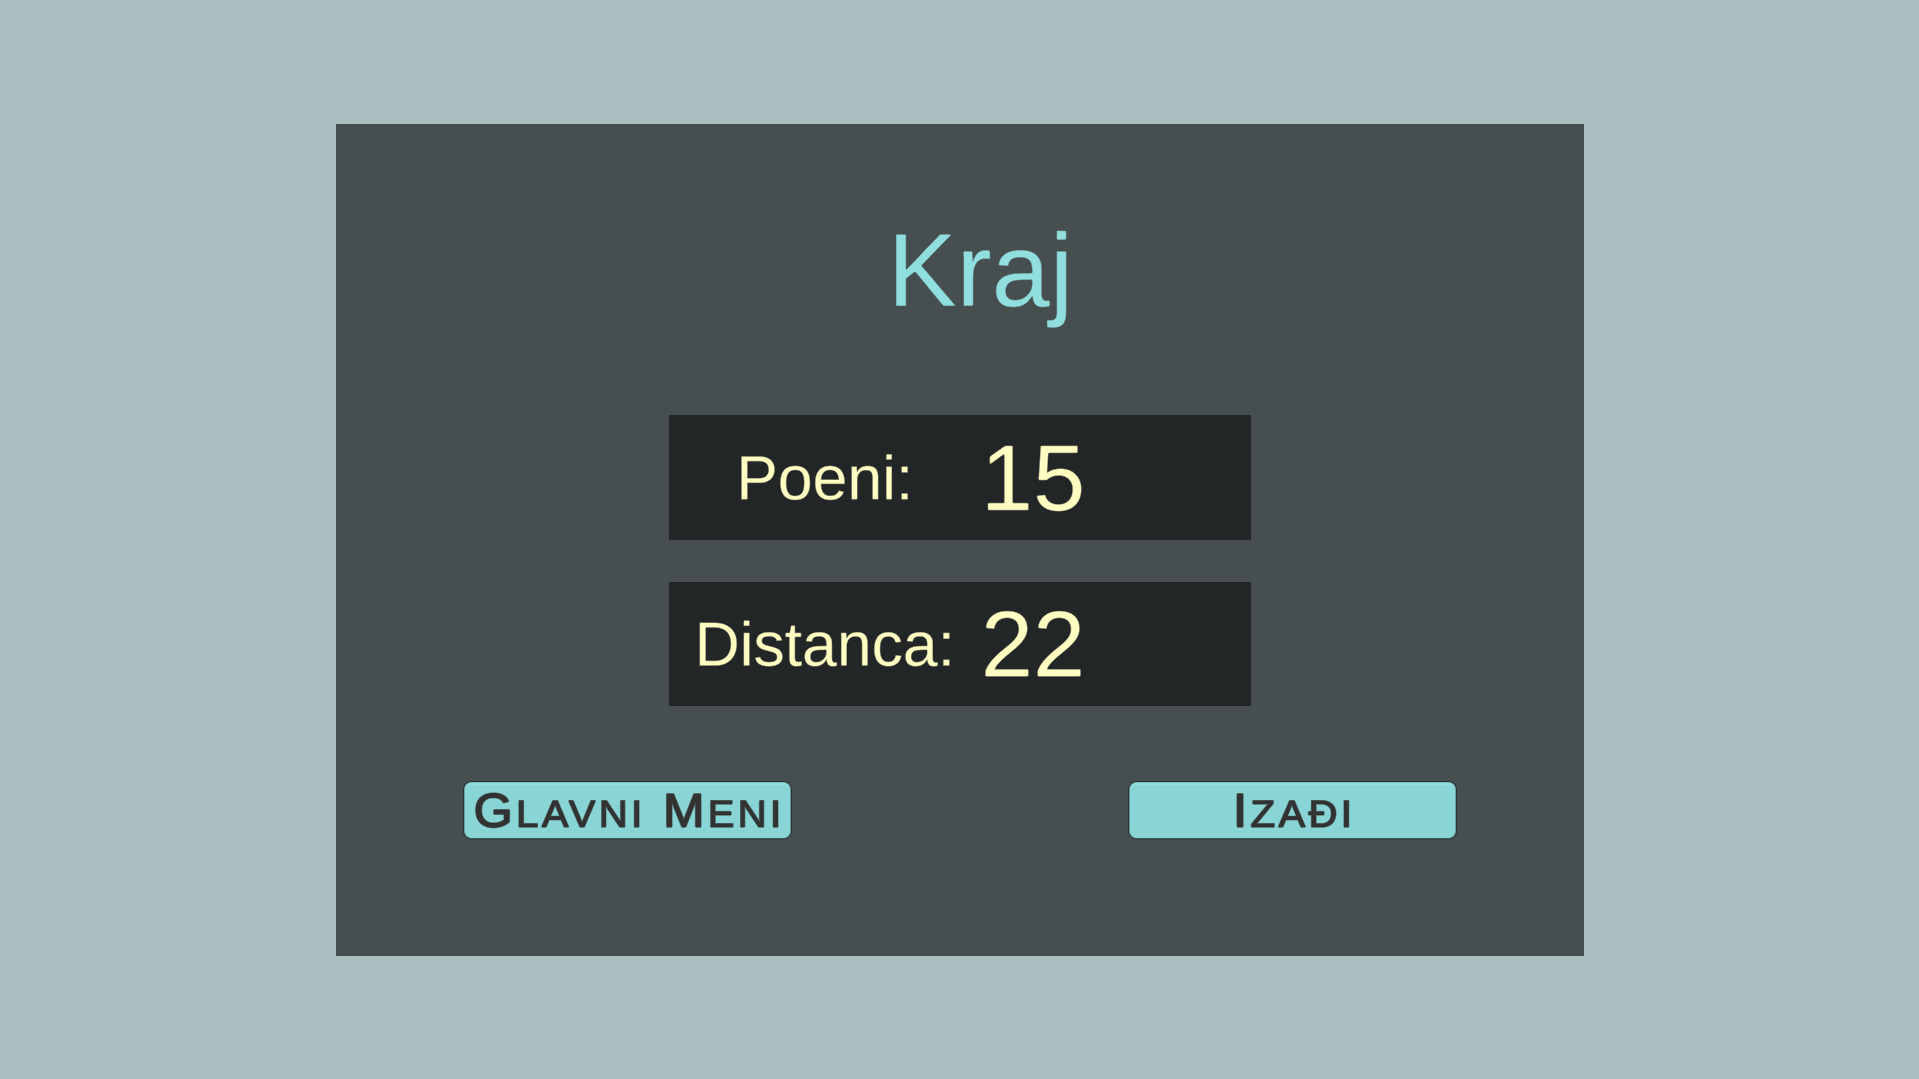 Kraj
Poeni: 15
Distanca: 22
Glavni Meni
Izađi